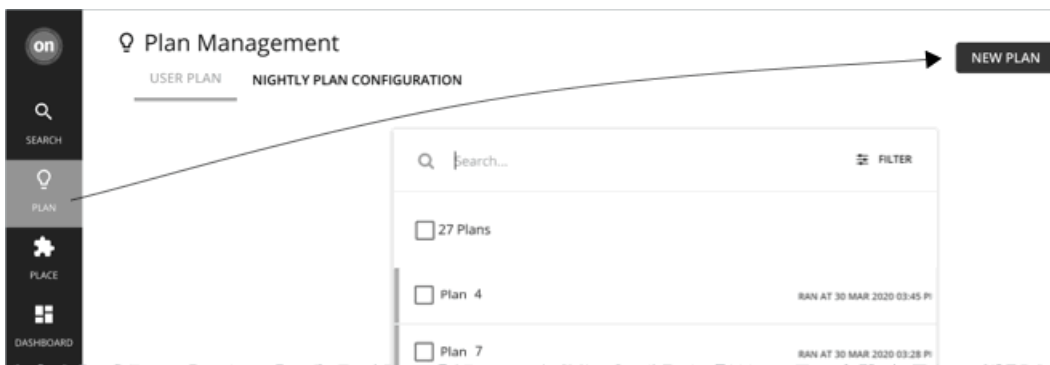 on
Plan Management
NEW PLAN
USER PLAN NIGHTLY PLAN CONFIGURATION
SEARCH
Search...
FILTER
PLAN
27 Plans
PLACE
Plan 4
RAN AT 30 MAR 2020 03:45
DASHBOARD
Plan 7
RAN AT 30 MAR 2020 03:28